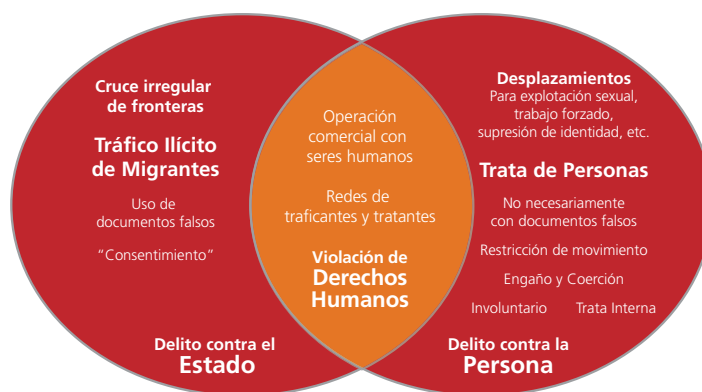 Cruce irregular
de fronteras
Tráfico Ilícito
de Migrantes
Uso de
documentos falsos
“Consentimiento”
Delito contra el
Estado
Operación
comercial con
seres humanos
Redes de
traficantes y tratantes
Violación de
Derechos
Humanos
Desplazamientos
Para explotación sexual,
trabajo forzado,
supresión de identidad, etc.
Trata de Personas
No necesariamente
con documentos falsos
Restricción de movimiento
Engaño y Coerción
Involuntario Trata Interna
Delito contra la
Persona